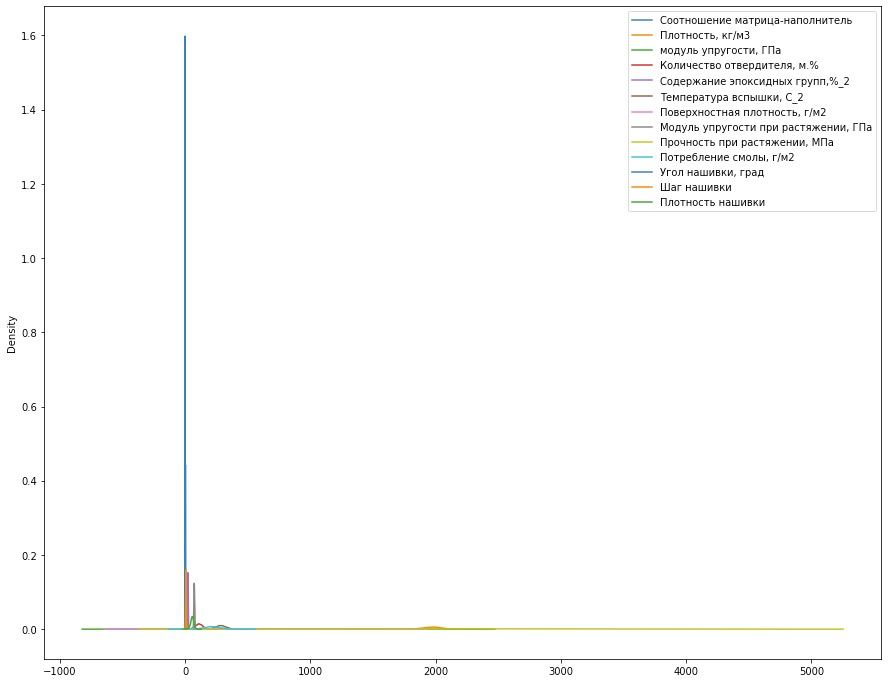 Соотношение матрица-наполнитель
Плотность, кг/м3
модуль упругости, ГПа
Количество отвердителя, м.%
Содержание эпоксидных групп,%_2
Температура вспышки, С_2
Поверхностная плотность, г/м2
Модуль упругости при растяжении, ГПа
Прочность при растяжении, МПа
Потребление смолы, г/м2
Угол нашивки, град
Шаг нашивки
Плотность нашивки
1.6
1.4
1.2
1.0
0.8
0.6
0.4
0.2
0.0
Density
−1000 0 1000 2000 3000 4000 5000